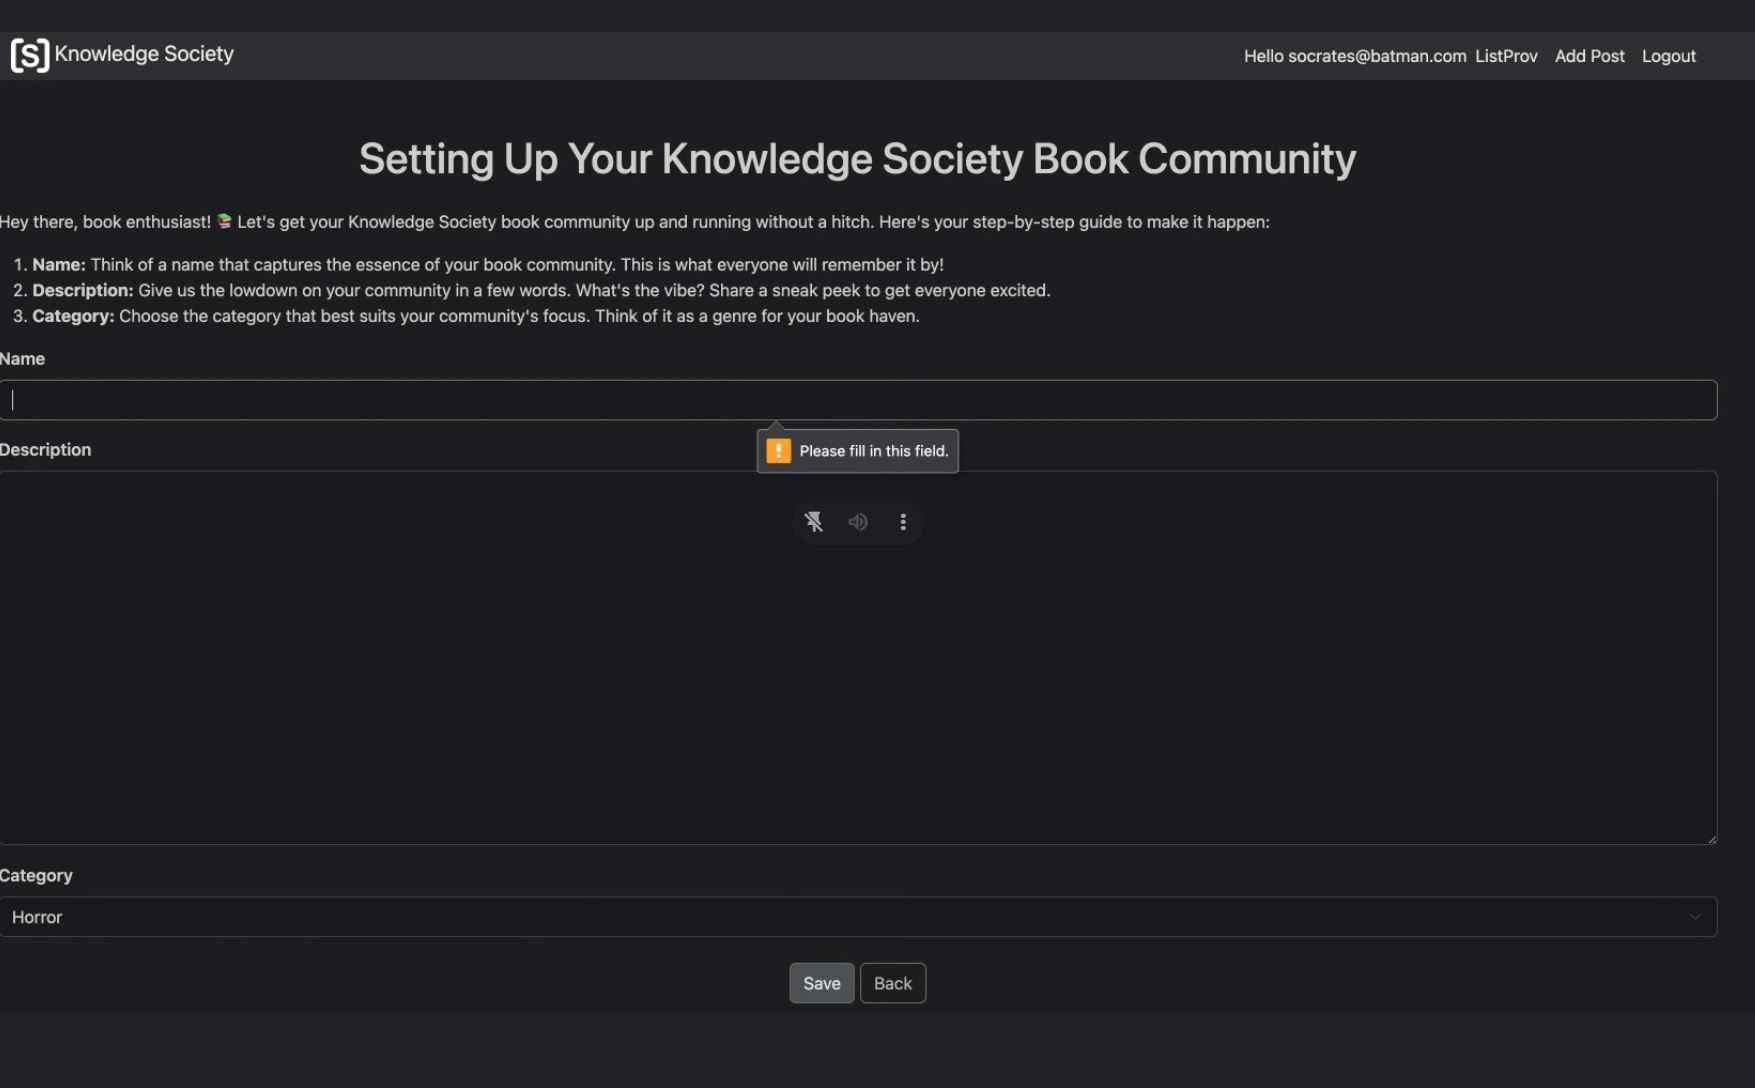 [S] Knowledge Society
Hello socrates@batman.com ListProv Add Post Logout
Setting Up Your Knowledge Society Book Community
Hey there, book enthusiast! 📚 Let's get your Knowledge Society book community up and running without a hitch. Here's your step-by-step guide to make it happen:
1. Name: Think of a name that captures the essence of your book community. This is what everyone will remember it by!
2. Description: Give us the lowdown on your community in a few words. What's the vibe? Share a sneak peek to get everyone excited.
3. Category: Choose the category that best suits your community's focus. Think of it as a genre for your book haven.
Name
Please fill in this field.
Description
Category
Horror
Save Back